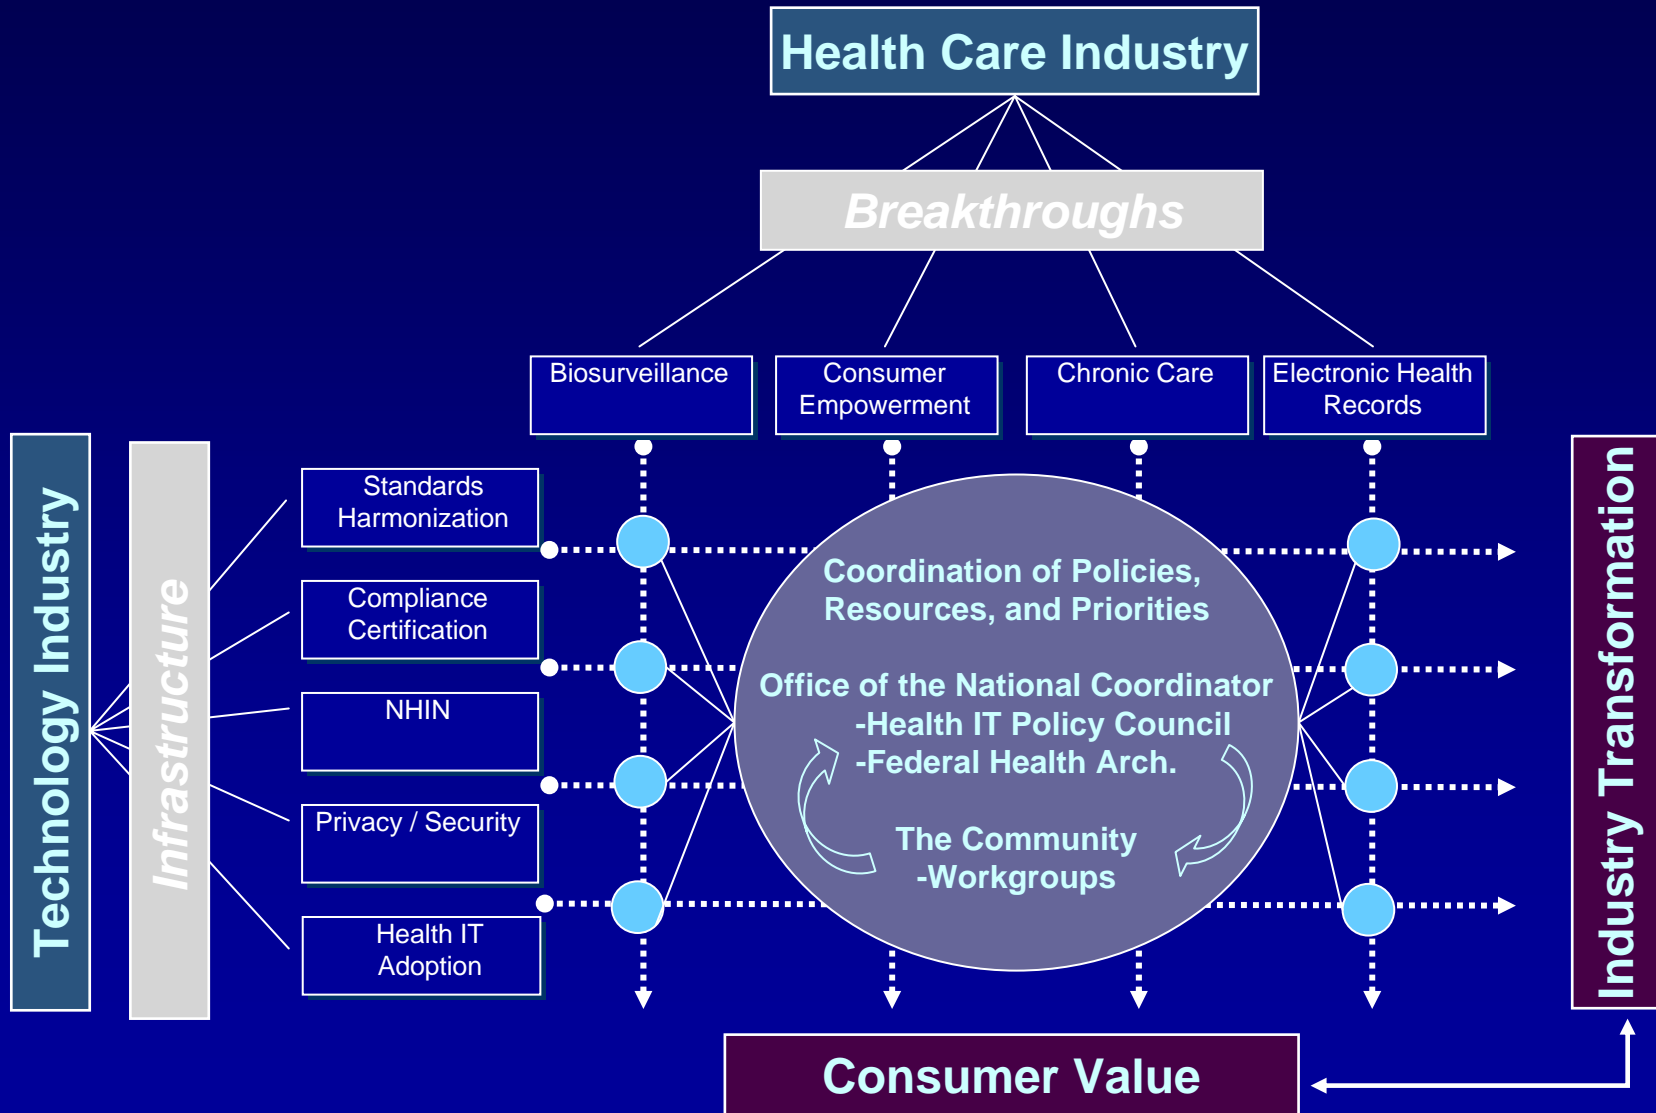 Health Care Industry
Breakthroughs
Biosurveillance
Consumer
Empowerment
Chronic Care
Electronic Health
Records
Technology Industry
Infrastructure
Standards
Harmonization
Compliance
Certification
NHIN
Privacy / Security
Health IT
Adoption
Coordination of Policies,
Resources, and Priorities
Office of the National Coordinator
-Health IT Policy Council
-Federal Health Arch.
The Community
-Workgroups
Industry Transformation
Consumer Value